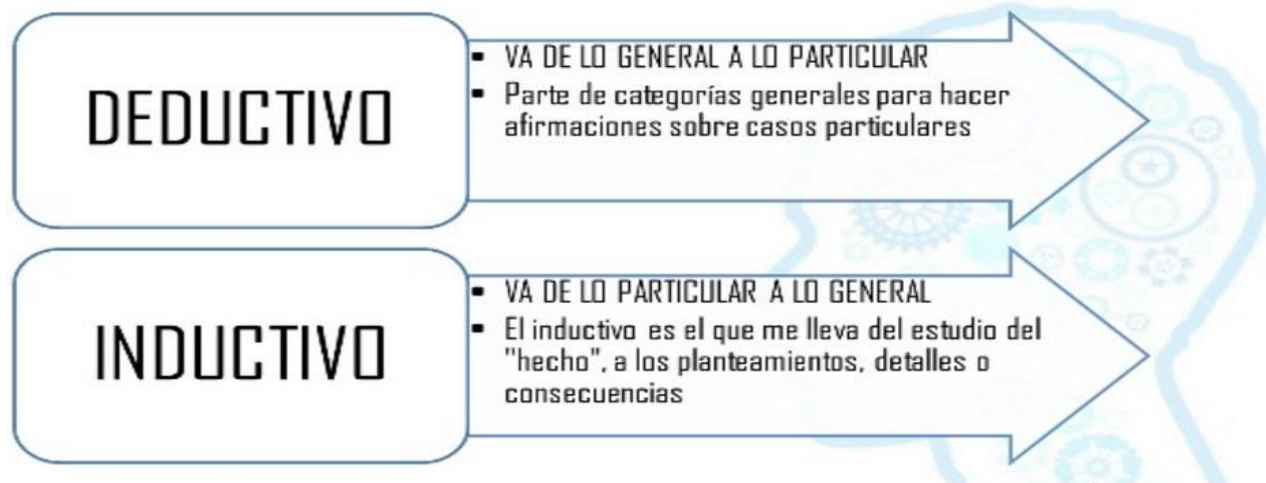 DEDUCTIVO
▪ VA DE LO GENERAL A LO PARTICULAR
▪ Parte de categorías generales para hacer
afirmaciones sobre casos particulares
INDUCTIVO
▪ VA DE LO PARTICULAR A LO GENERAL
▪ El inductivo es el que me lleva del estudio del
"hecho", a los planteamientos, detalles o
consecuencias